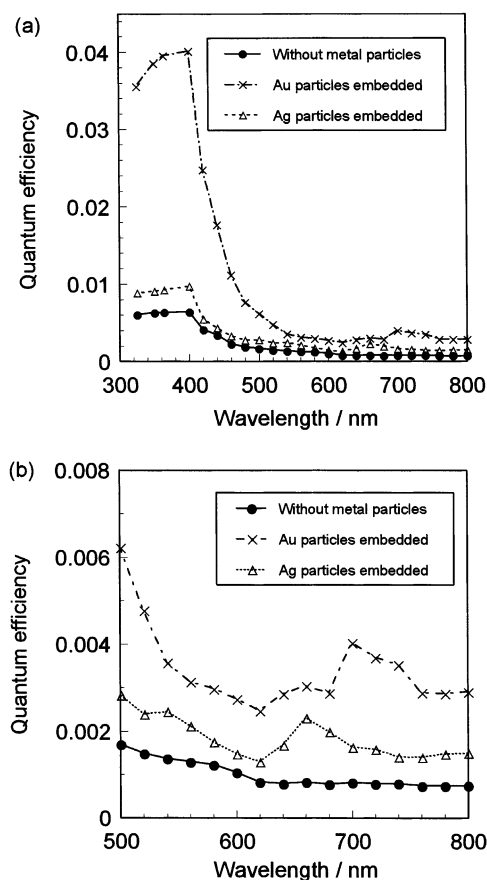 (a)
0.04
0.03
0.02
0.01
0
Quantum efficiency
Without metal particles
Au particles embedded
Ag particles embedded
300 400 500 600 700 800
Wavelength / nm
(b)
0.008
0.006
0.004
0.002
0
Quantum efficiency
Without metal particles
Au particles embedded
Ag particles embedded
500 600 700 800
Wavelength / nm